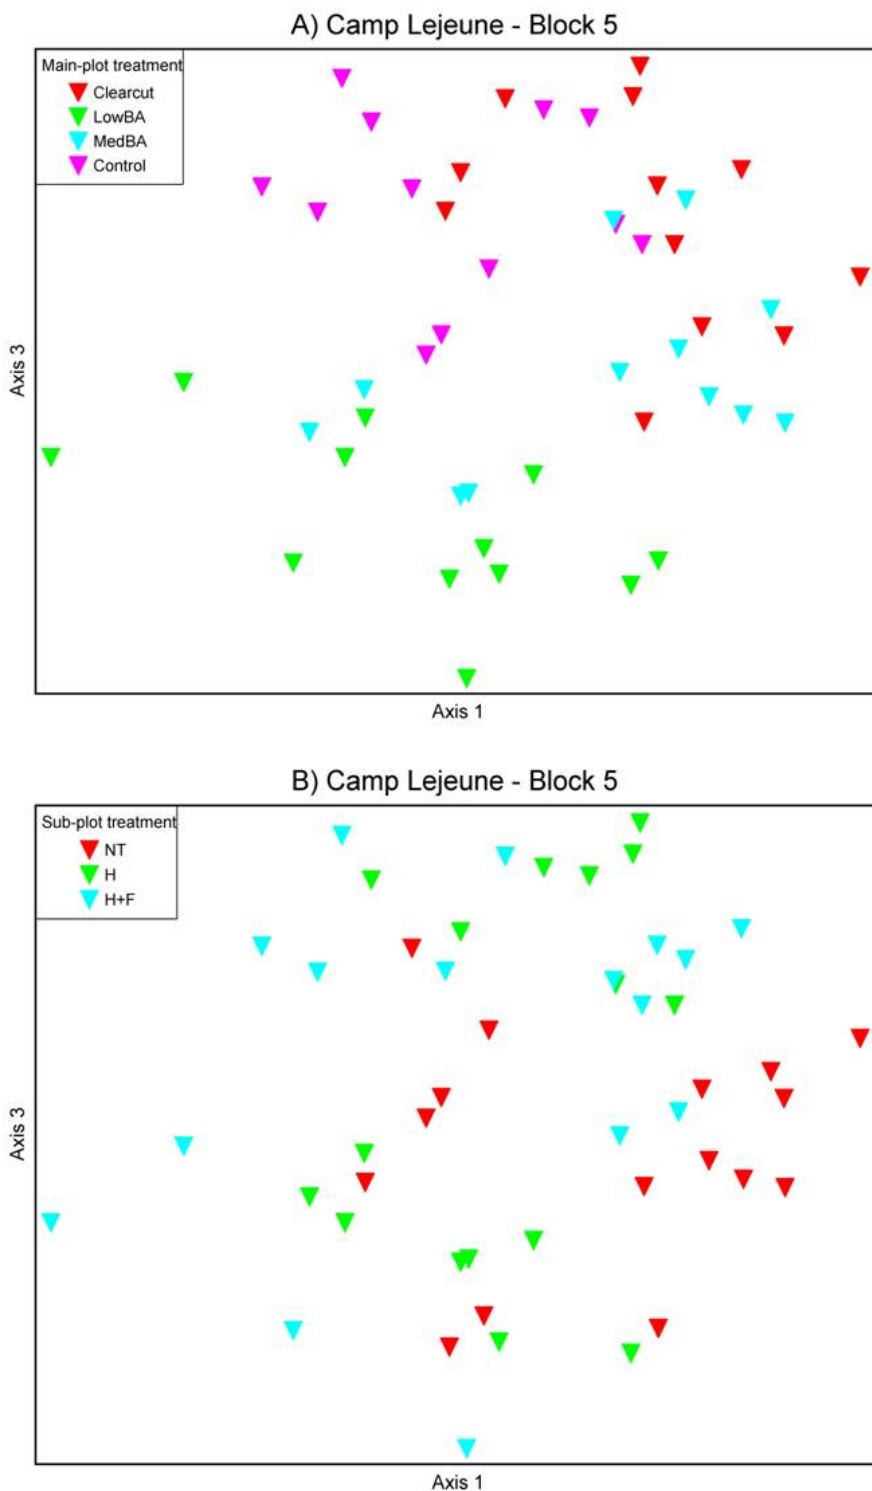 A) Camp Lejeune - Block 5
Main-plot treatment
Clearcut
LowBA
MedBA
Control
Axis 3
Axis 1
B) Camp Lejeune - Block 5
Sub-plot treatment
NT
H
H+F
Axis 3
Axis 1